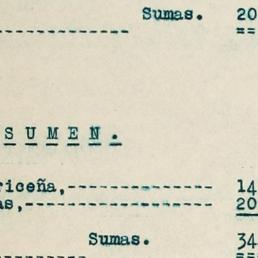 Sumas. 20
S U M E N .
riceña,---------------- 14
as,--------------------- 20
Sumas. 34